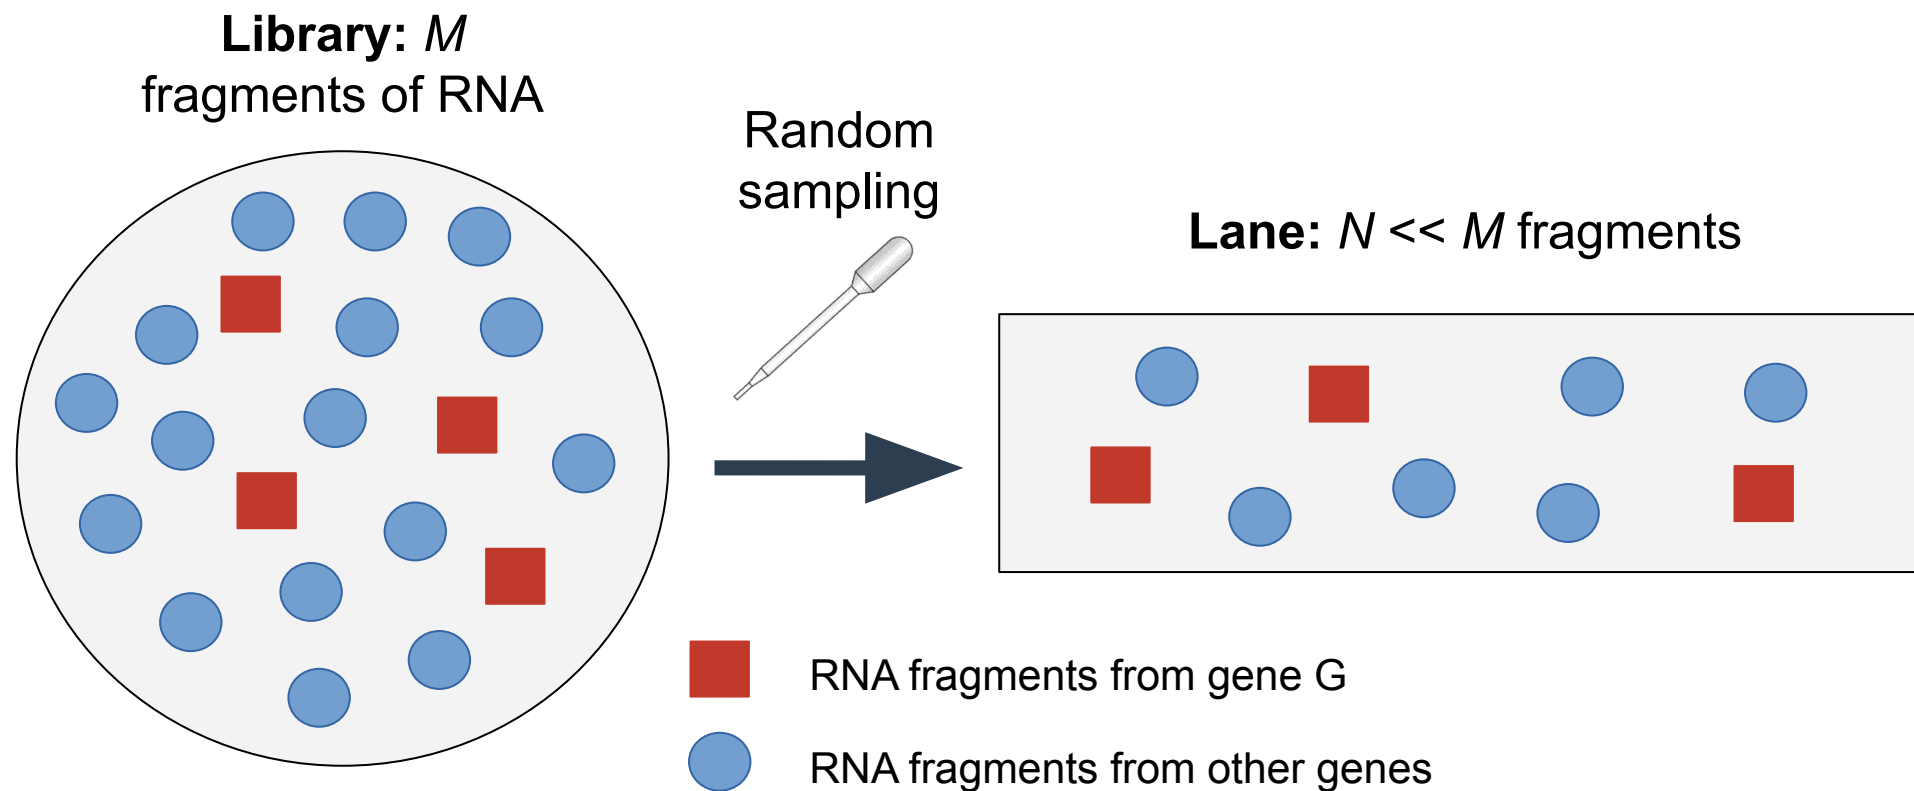 Library: M
fragments of RNA
Random
sampling
Lane: N << M fragments
RNA fragments from gene G
RNA fragments from other genes